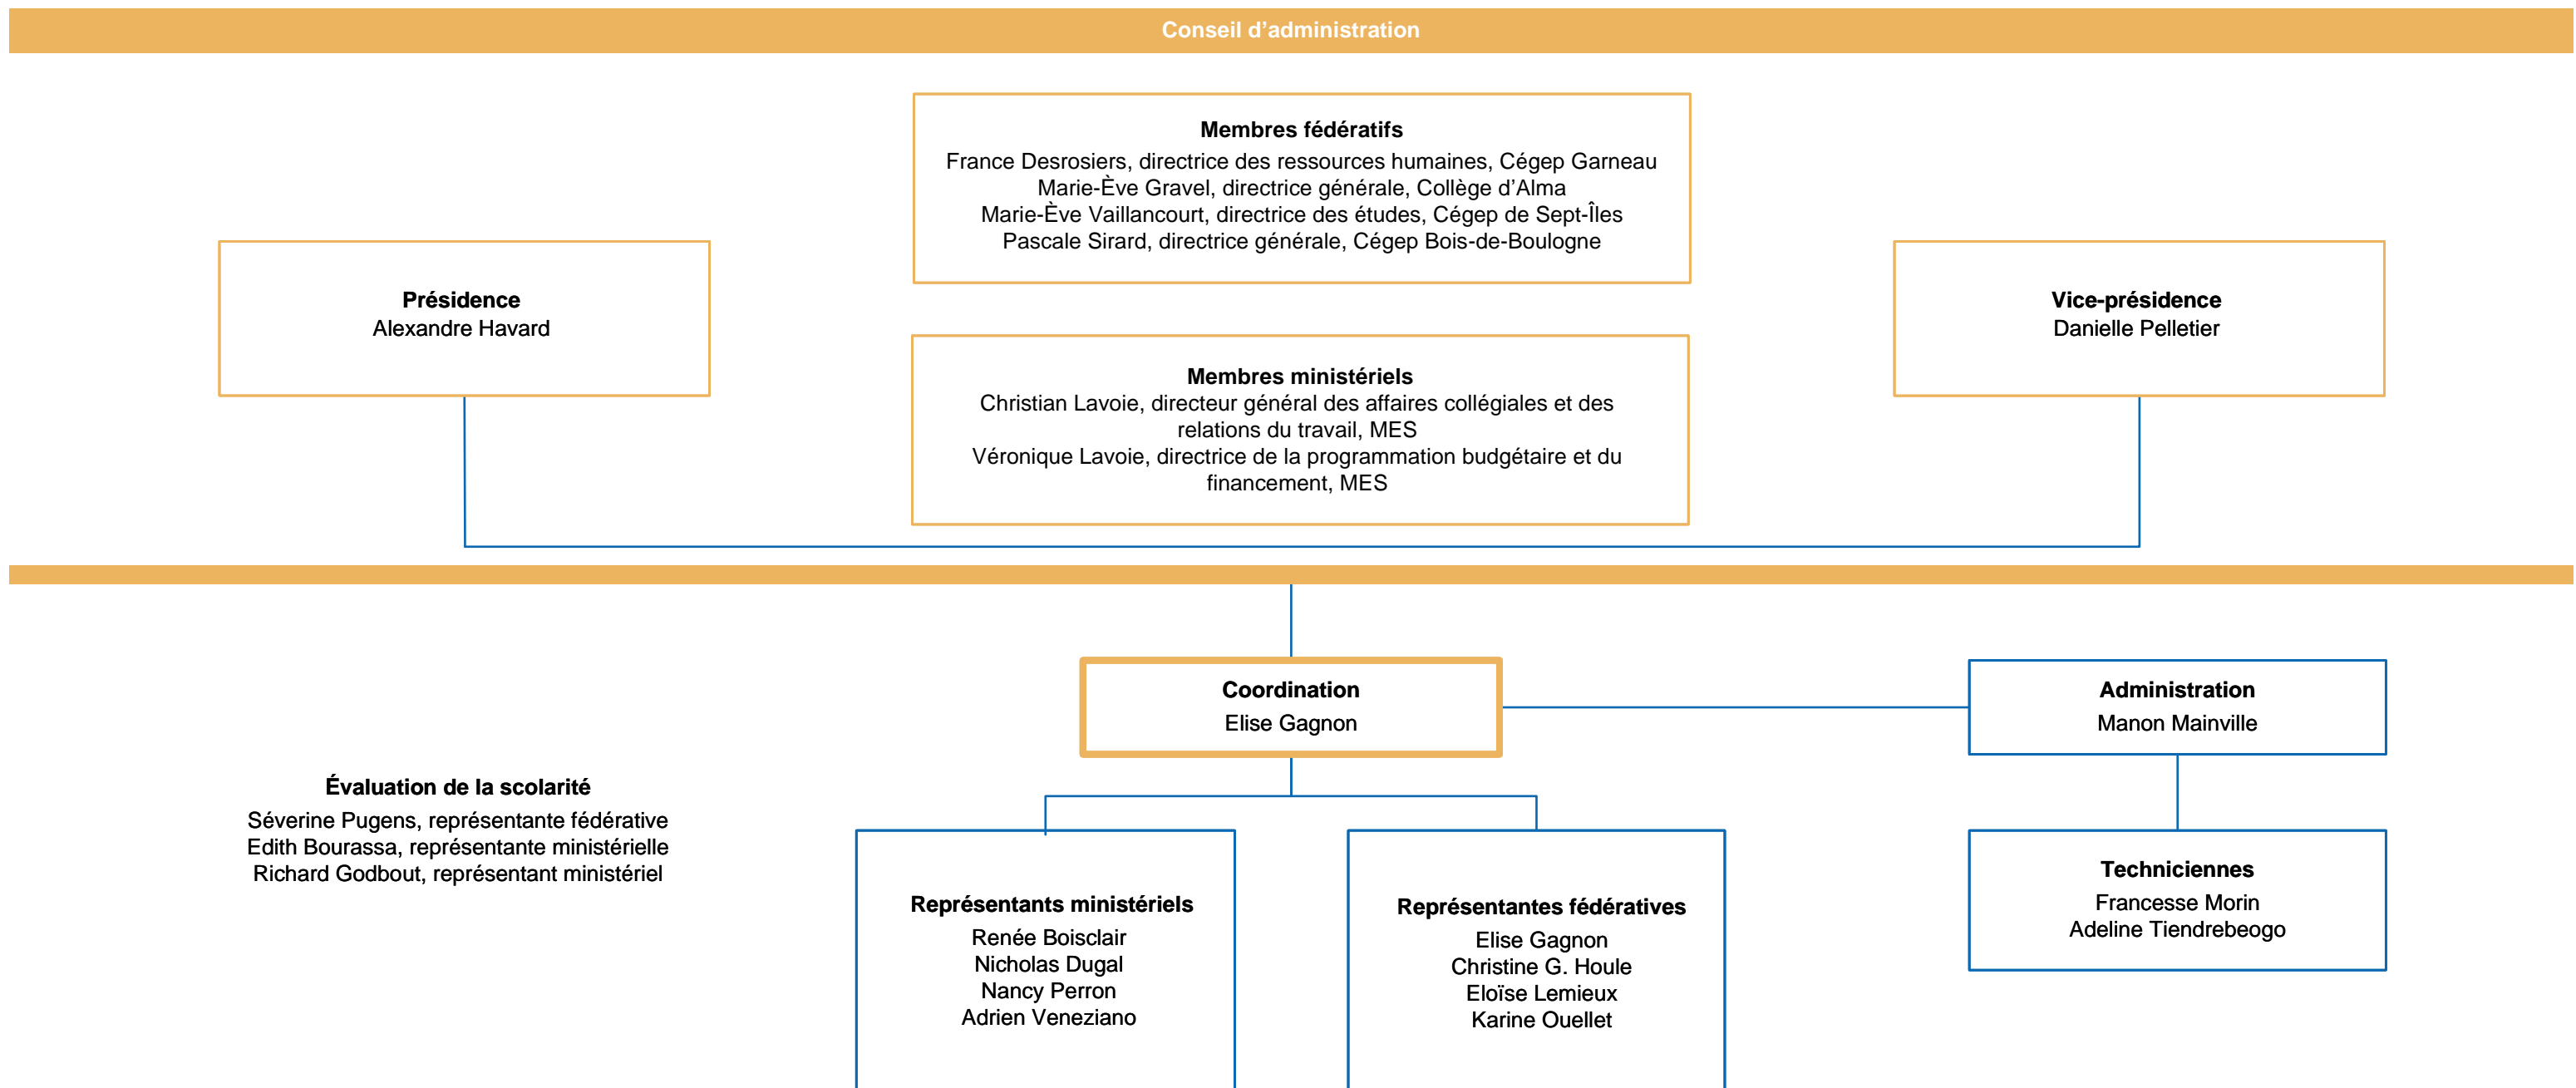 Conseil d’administration
Membres fédératifs
France Desrosiers, directrice des ressources humaines, Cégep Garneau
Marie-Ève Gravel, directrice générale, Collège d’Alma
Marie-Ève Vaillancourt, directrice des études, Cégep de Sept-Îles
Pascale Sirard, directrice générale, Cégep Bois-de-Boulogne
Présidence
Alexandre Havard
Vice-présidence
Danielle Pelletier
Membres ministériels
Christian Lavoie, directeur général des affaires collégiales et des
relations du travail, MES
Véronique Lavoie, directrice de la programmation budgétaire et du
financement, MES
Coordination
Elise Gagnon
Administration
Manon Mainville
Évaluation de la scolarité
Séverine Pugens, représentante fédérative
Edith Bourassa, représentante ministérielle
Richard Godbout, représentant ministériel
Représentants ministériels
Renée Boisclair
Nicholas Dugal
Nancy Perron
Adrien Veneziano
Représentantes fédératives
Elise Gagnon
Christine G. Houle
Eloïse Lemieux
Karine Ouellet
Techniciennes
Francesse Morin
Adeline Tiendrebeogo